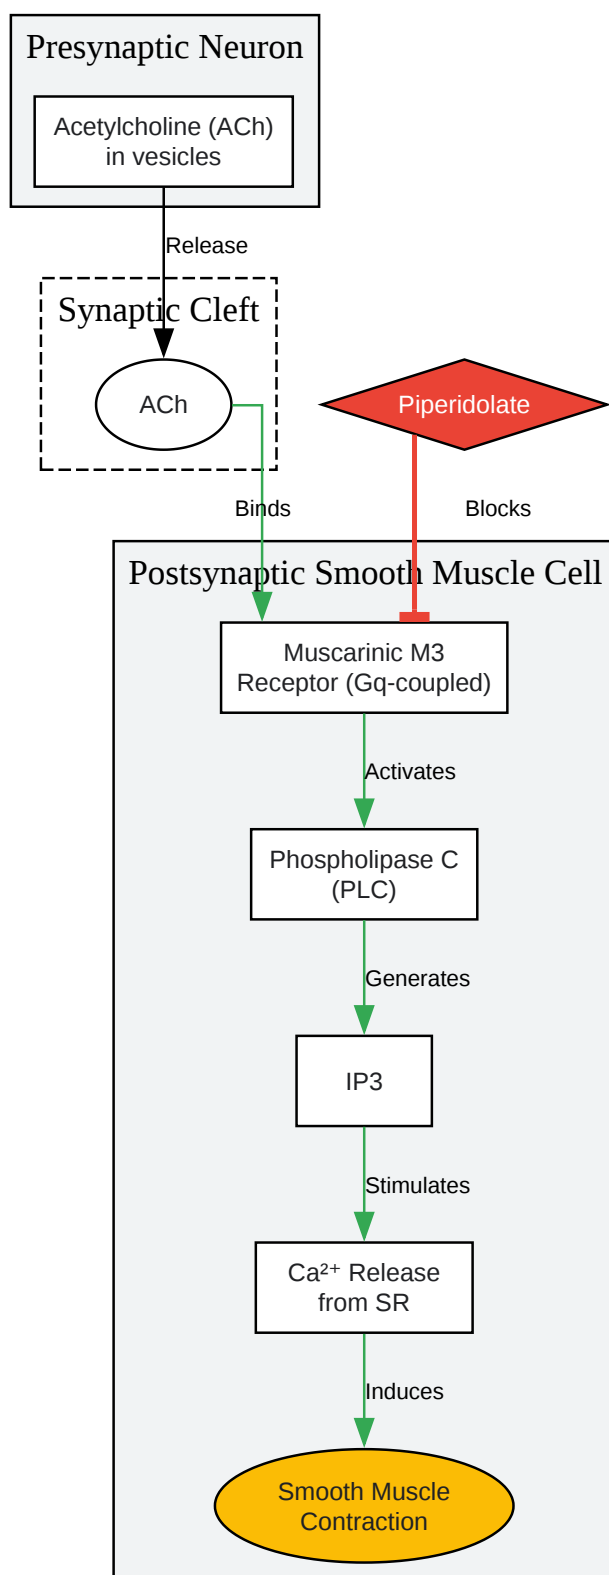 Presynaptic Neuron
Acetylcholine (ACh)
in vesicles
Release
Synaptic Cleft
ACh
Piperidolate
Binds
Blocks
Postsynaptic Smooth Muscle Cell
Muscarinic M3
Receptor (Gq-coupled)
Activates
Phospholipase C
(PLC)
Generates
IP3
Stimulates
Ca²⁺ Release
from SR
Induces
Smooth Muscle
Contraction